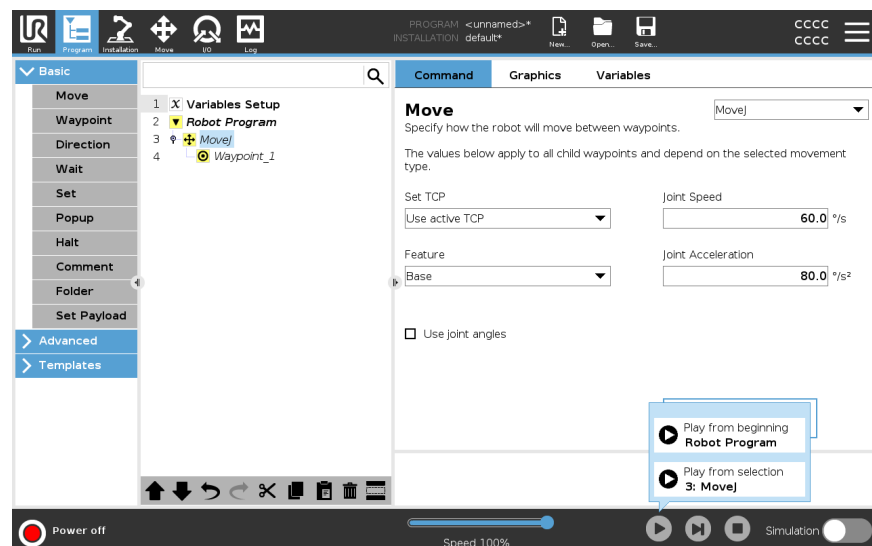 PROGRAM <unnamed>*
INSTALLATION default*
CCCC
CCCC
Run Program Installation Move I/O Log New... Open... Save...
Basic
Move
Waypoint
Direction
Wait
Set
Popup
Halt
Comment
Folder
Set Payload
Advanced
Templates
1 X Variables Setup
2 Robot Program
3 MoveJ
4 Waypoint_1
Command Graphics Variables
Move
MoveJ
Specify how the robot will move between waypoints.
The values below apply to all child waypoints and depend on the selected movement
type.
Set TCP
Joint Speed
Use active TCP
60.0 °/s
Feature
Joint Acceleration
Base
80.0 °/s²
Use joint angles
Play from beginning
Robot Program
Play from selection
3: MoveJ
Power off
Speed 100%
Simulation